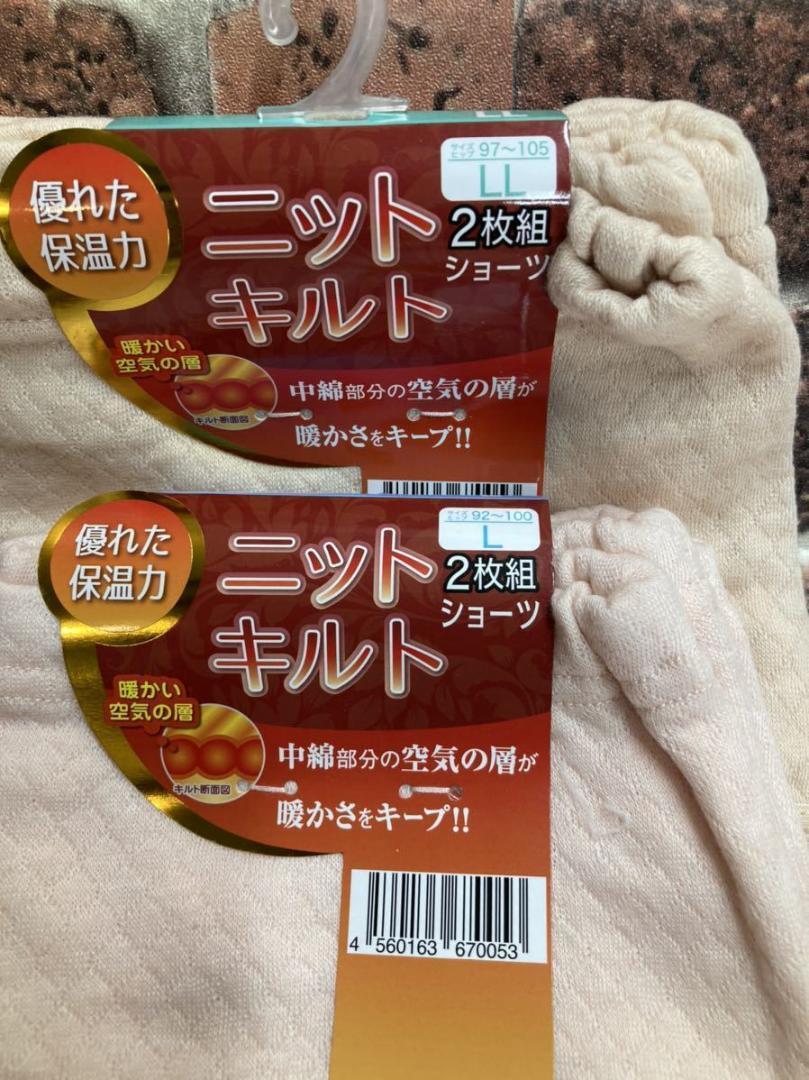 LL
優れた
保温力
ニット
キルト
サイズ
ヒップ 97〜105
LL
2枚組
ショーツ
暖かい
空気の層
キルト断面図
中綿部分の空気の層が
暖かさをキープ!!
優れた
保温力
ニット
キルト
サイズ
ヒップ 92〜100
L
2枚組
ショーツ
暖かい
空気の層
キルト断面図
中綿部分の空気の層が
暖かさをキープ!!
4 560163 670053